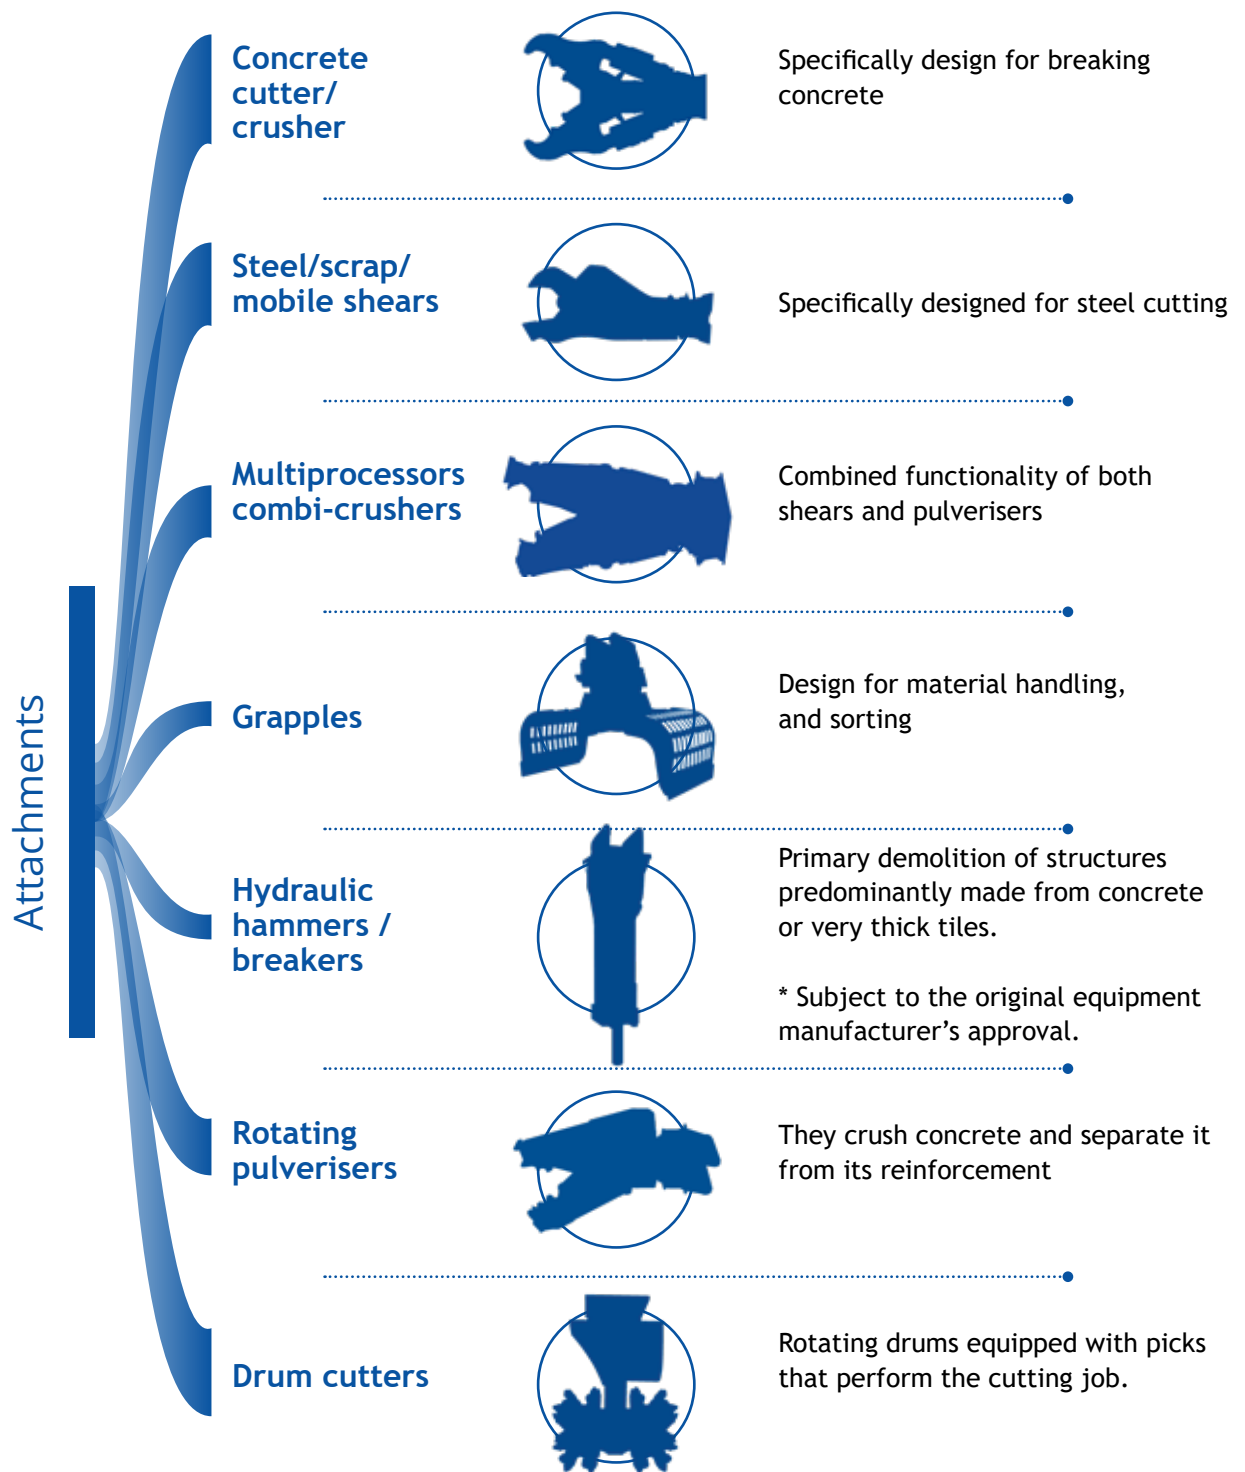 Attachments
Concrete
cutter/
crusher
Specifically design for breaking
concrete
Steel/scrap/
mobile shears
Specifically designed for steel cutting
Multiprocessors
combi-crushers
Combined functionality of both
shears and pulverisers
Grapples
Design for material handling,
and sorting
Hydraulic
hammers /
breakers
Primary demolition of structures
predominantly made from concrete
or very thick tiles.
* Subject to the original equipment
manufacturer’s approval.
Rotating
pulverisers
They crush concrete and separate it
from its reinforcement
Drum cutters
Rotating drums equipped with picks
that perform the cutting job.